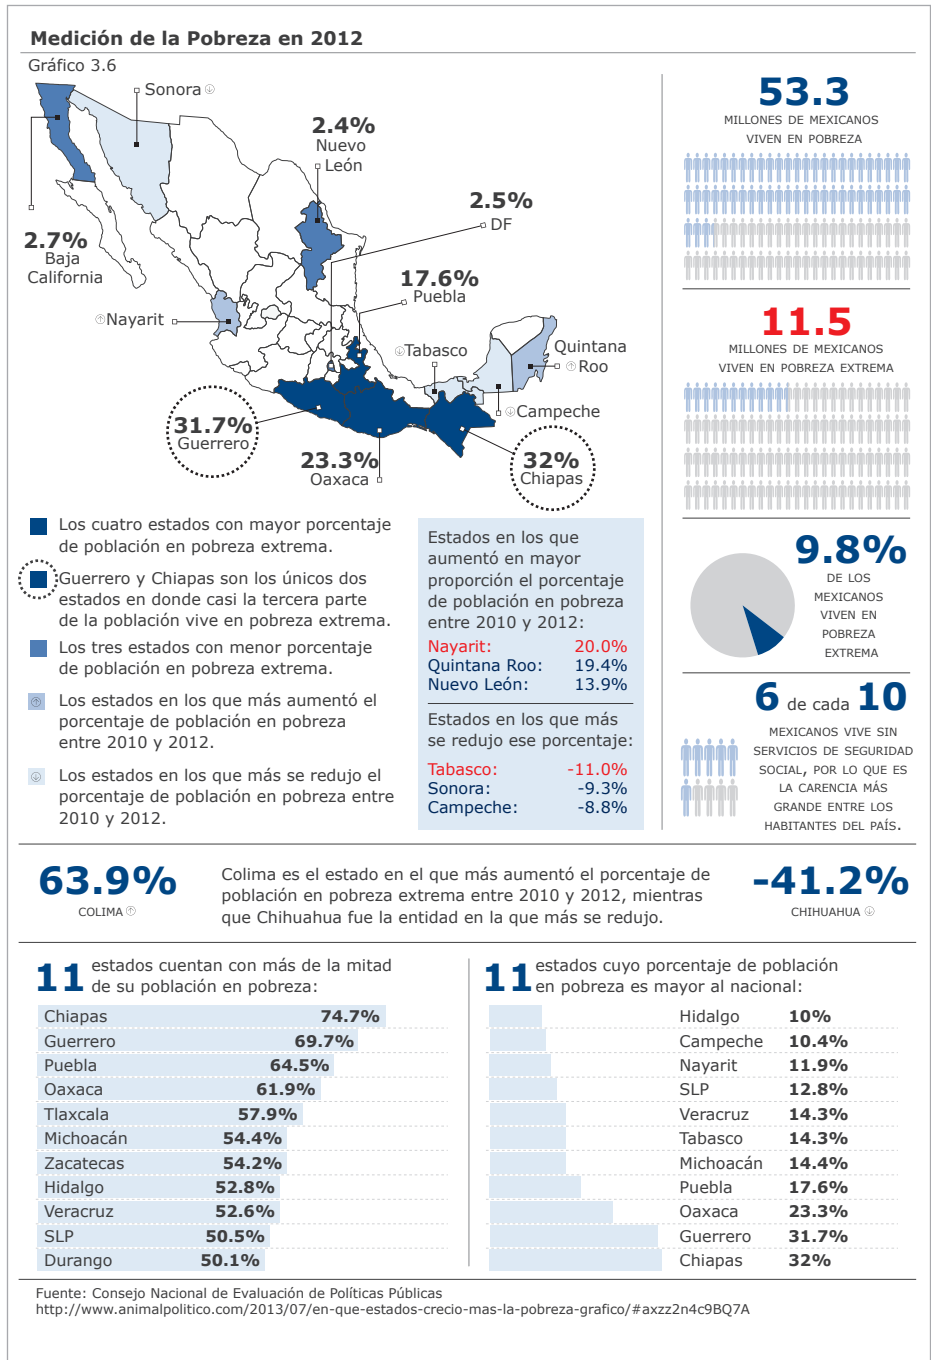 Medición de la Pobreza en 2012
Gráfico 3.6
Sonora
2.4%
Nuevo
León
2.5%
DF
2.7%
Baja
California
17.6%
Puebla
Nayarit
Tabasco
Quintana
Roo
Campeche
31.7%
Guerrero
23.3%
Oaxaca
32%
Chiapas
53.3
MILLONES DE MEXICANOS
VIVEN EN POBREZA
11.5
MILLONES DE MEXICANOS
VIVEN EN POBREZA EXTREMA
9.8%
DE LOS
MEXICANOS
VIVEN EN
POBREZA
EXTREMA
6 de cada 10
MEXICANOS VIVE SIN
SERVICIOS DE SEGURIDAD
SOCIAL, POR LO QUE ES
LA CARENCIA MÁS
GRANDE ENTRE LOS
HABITANTES DEL PAÍS.
Los cuatro estados con mayor porcentaje
de población en pobreza extrema.
Guerrero y Chiapas son los únicos dos
estados en donde casi la tercera parte
de la población vive en pobreza extrema.
Los tres estados con menor porcentaje
de población en pobreza extrema.
Los estados en los que más aumentó el
porcentaje de población en pobreza
entre 2010 y 2012.
Los estados en los que más se redujo el
porcentaje de población en pobreza entre
2010 y 2012.
Estados en los que
aumentó en mayor
proporción el porcentaje
de población en pobreza
entre 2010 y 2012:
Nayarit: 20.0%
Quintana Roo: 19.4%
Nuevo León: 13.9%
Estados en los que más
se redujo ese porcentaje:
Tabasco: -11.0%
Sonora: -9.3%
Campeche: -8.8%
63.9%
COLIMA
Colima es el estado en el que más aumentó el porcentaje de
población en pobreza extrema entre 2010 y 2012, mientras
que Chihuahua fue la entidad en la que más se redujo.
-41.2%
CHIHUAHUA
11 estados cuentan con más de la mitad
de su población en pobreza:
Chiapas 74.7%
Guerrero 69.7%
Puebla 64.5%
Oaxaca 61.9%
Tlaxcala 57.9%
Michoacán 54.4%
Zacatecas 54.2%
Hidalgo 52.8%
Veracruz 52.6%
SLP 50.5%
Durango 50.1%
11 estados cuyo porcentaje de población
en pobreza es mayor al nacional:
Hidalgo 10%
Campeche 10.4%
Nayarit 11.9%
SLP 12.8%
Veracruz 14.3%
Tabasco 14.3%
Michoacán 14.4%
Puebla 17.6%
Oaxaca 23.3%
Guerrero 31.7%
Chiapas 32%
Fuente: Consejo Nacional de Evaluación de Políticas Públicas
http://www.animalpolitico.com/2013/07/en-que-estados-crecio-mas-la-pobreza-grafico/#axzz2n4c9BQ7A